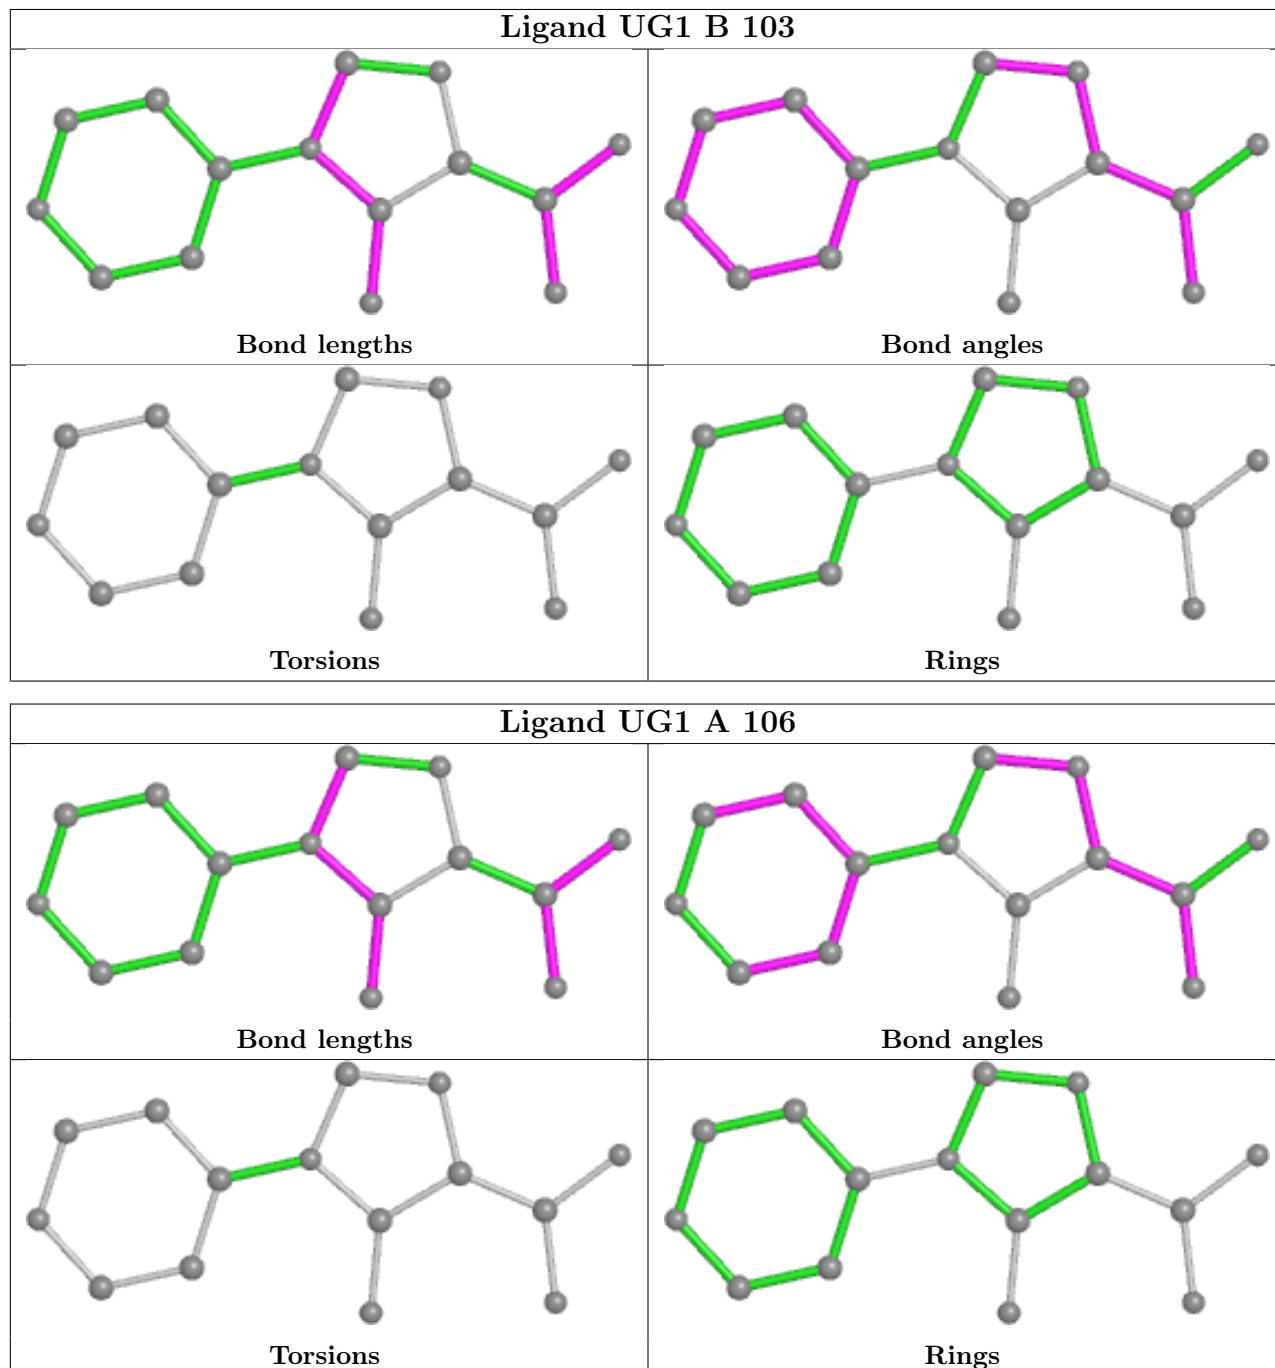 Ligand UG1 B 103
Bond lengths
Bond angles
Torsions
Rings
Ligand UG1 A 106
Bond lengths
Bond angles
Torsions
Rings